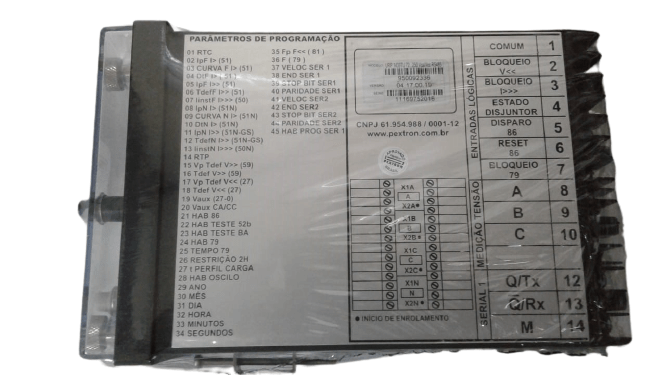 PARÂMETROS DE PROGRAMAÇÃO
01 RTC
02 IpF I> (51)
03 CURVA F I> (51)
04 DtF I> (51)
05 IpF I>> (51)
06 TdefF I>> (51)
07 IinstF I>>> (50)
08 IpN I> (51N)
09 CURVA N I> (51N)
10 DtN I> (51N)
11 IpN I>> (51N-GS)
12 TdefN I>> (51N-GS)
13 IinstN I>>> (50N)
14 RTP
15 Vp Tdef V>> (59)
16 Tdef V>> (59)
17 Vp Tdef V<< (27)
18 Tdef V<< (27)
19 Vaux (27-0)
20 Vaux CA/CC
21 HAB 86
22 HAB TESTE 52b
23 HAB TESTE BA
24 HAB 79
25 TEMPO 79
26 RESTRIÇÃO 2H
27 t PERFIL CARGA
28 HAB OSCILO
29 ANO
30 MÊS
31 DIA
32 HORA
33 MINUTOS
34 SEGUNDOS
35 Fp F<< (81)
36 F (79)
37 VELOC SER 1
38 END SER 1
39 STOP BIT SER1
40 PARIDADE SER1
41 VELOC SER2
42 END SER2
43 STOP BIT SER2
44 PARIDADE SER2
45 HAE PROG SER 1
CNPJ 61.954.988 / 0001-12
www.pextron.com.br
X1A
A
X2A
X1B
B
X2B
X1C
C
X2C
X1N
N
X2N
INICIO DE ENROLAMENTO
ENTRADAS LÓGICAS
COMUM 1
BLOQUEIO V<< 2
BLOQUEIO I>>> 3
ESTADO DISJUNTOR 4
DISPARO 86 5
RESET 86 6
BLOQUEIO 79 7
MEDIÇÃO TENSÃO
A 8
B 9
C 10
SERIAL 1
Q/Tx 12
Q̅/Rx 13
M 14